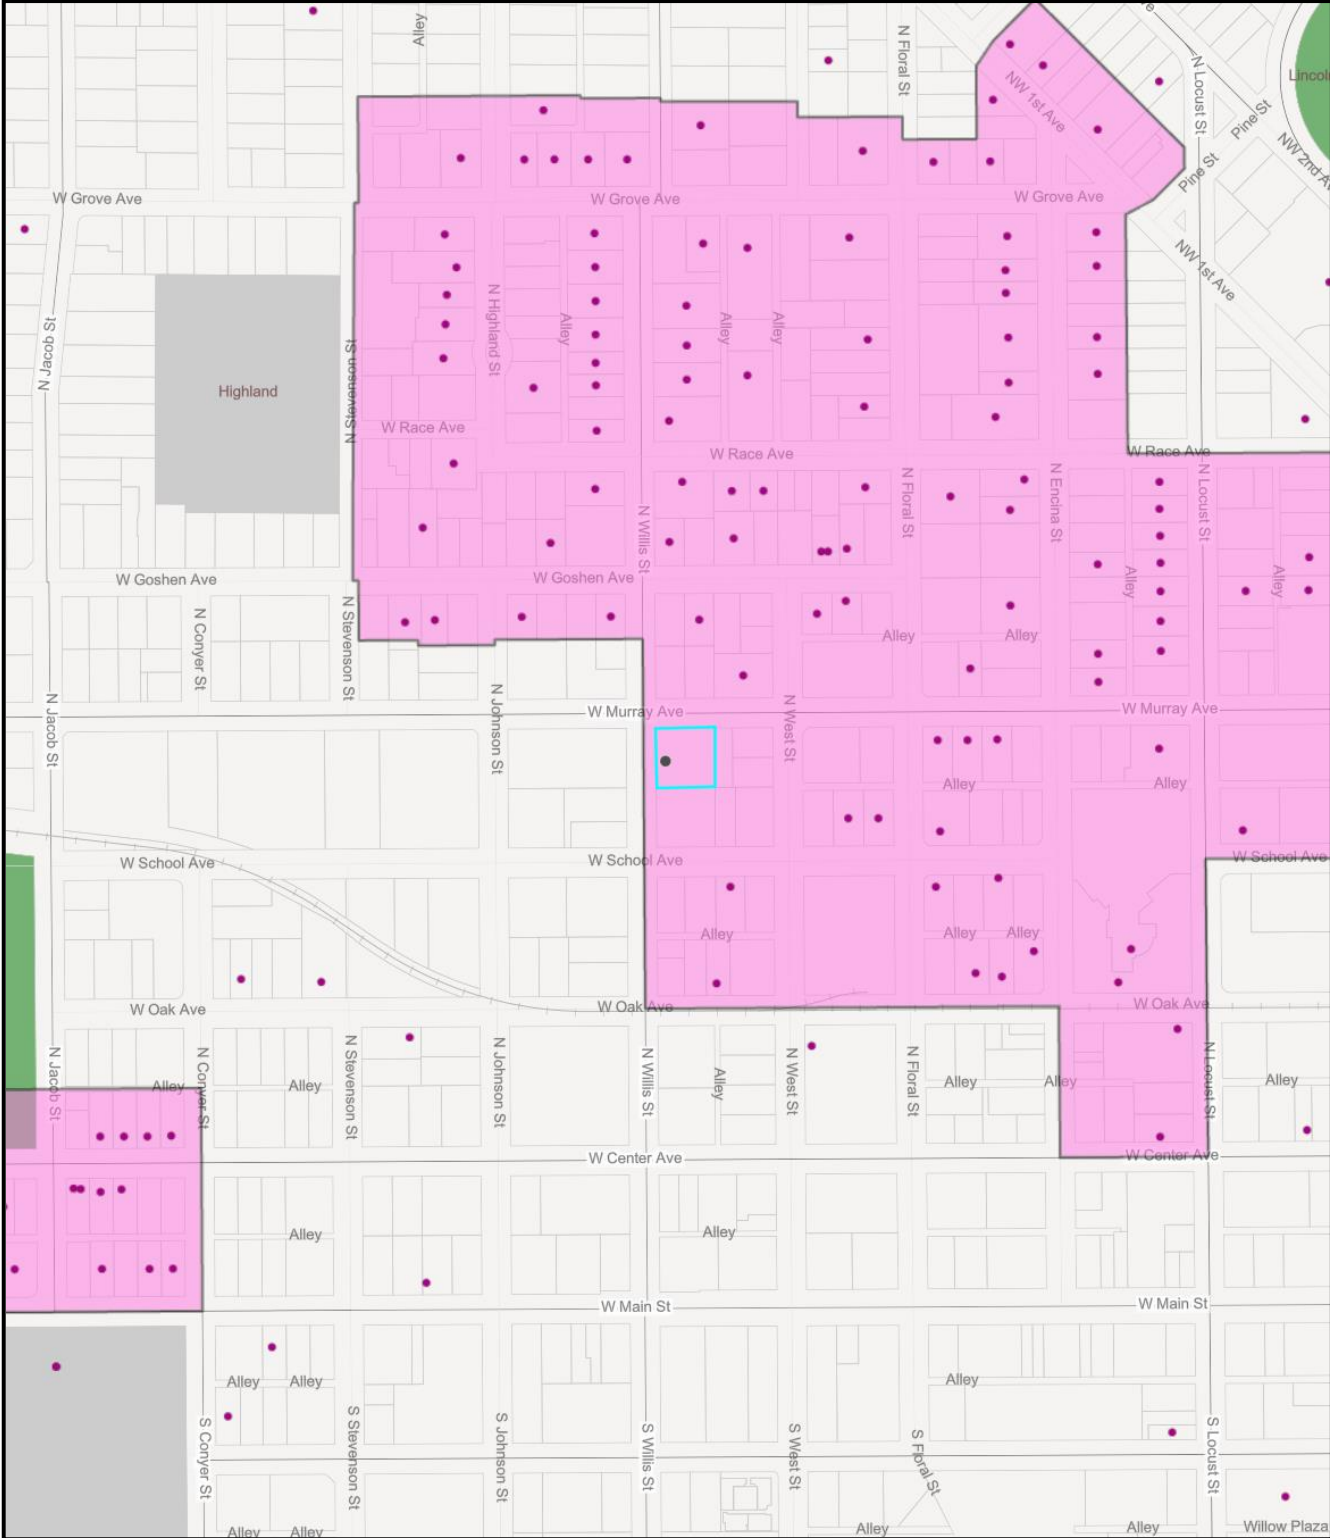 Alley
N Floral St
NW 1st Ave
N Locust St
Lincol
Pine St
NW 2nd A
Pine St
W Grove Ave
W Grove Ave
W Grove Ave
NW 1st Ave
N Jacob St
N Highland St
Alley
Alley
Alley
Highland
N Stevenson St
W Race Ave
W Race Ave
W Race Ave
N Floral St
N Encina St
N Locust St
N Willis St
W Goshen Ave
W Goshen Ave
Alley
Alley
N Conyer St
N Stevenson St
Alley
Alley
N Jacob St
N Johnson St
N West St
W Murray Ave
W Murray Ave
Alley
Alley
W School Ave
W School Ave
W School Ave
Alley
Alley
Alley
W Oak Ave
W Oak Ave
W Oak Ave
N Jacob St
N Conyer St
N Stevenson St
N Johnson St
N Willis St
Alley
N West St
N Floral St
N Locust St
Alley
Alley
Alley
Alley
Alley
W Center Ave
W Center Ave
Alley
Alley
W Main St
W Main St
Alley
Alley
Alley
S Conyer St
S Stevenson St
S Johnson St
S Willis St
S West St
S Floral St
S Locust St
Alley
Alley
Alley
Alley
Willow Plaza